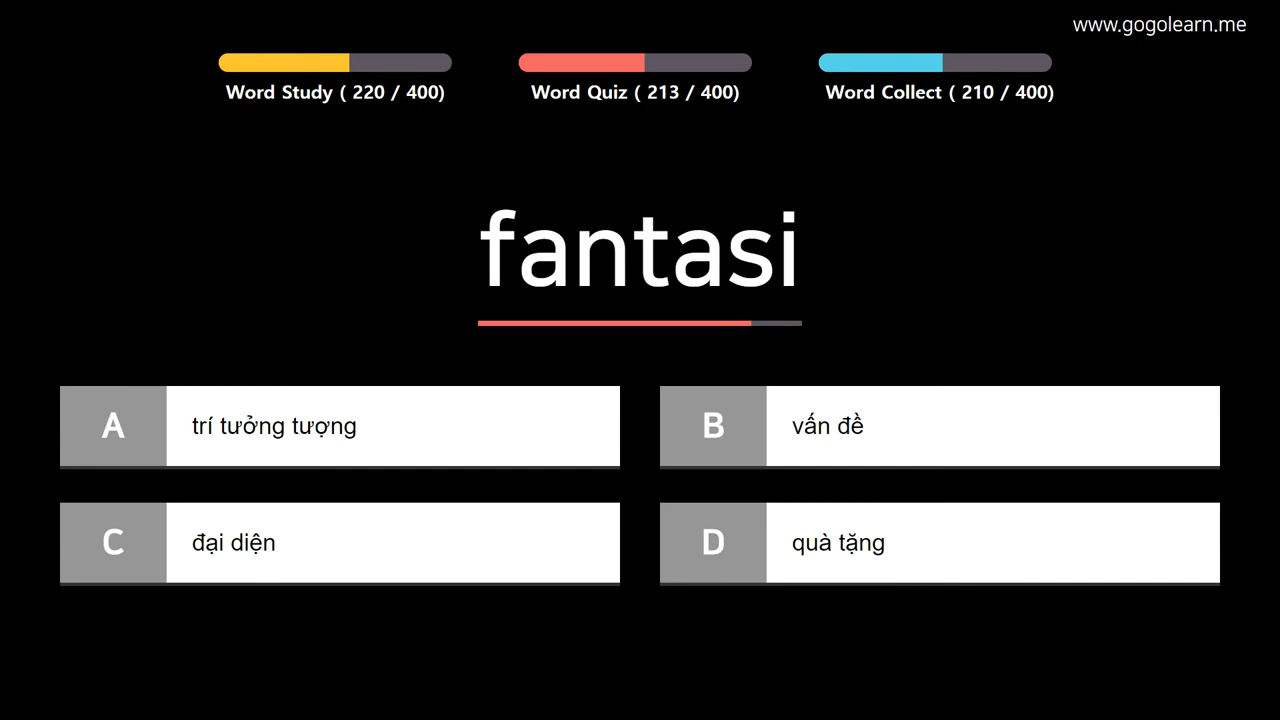 www.gogolearn.me
Word Study ( 220 / 400)
Word Quiz ( 213 / 400)
Word Collect ( 210 / 400)
fantasi
A trí tưởng tượng
B vấn đề
C đại diện
D quà tặng